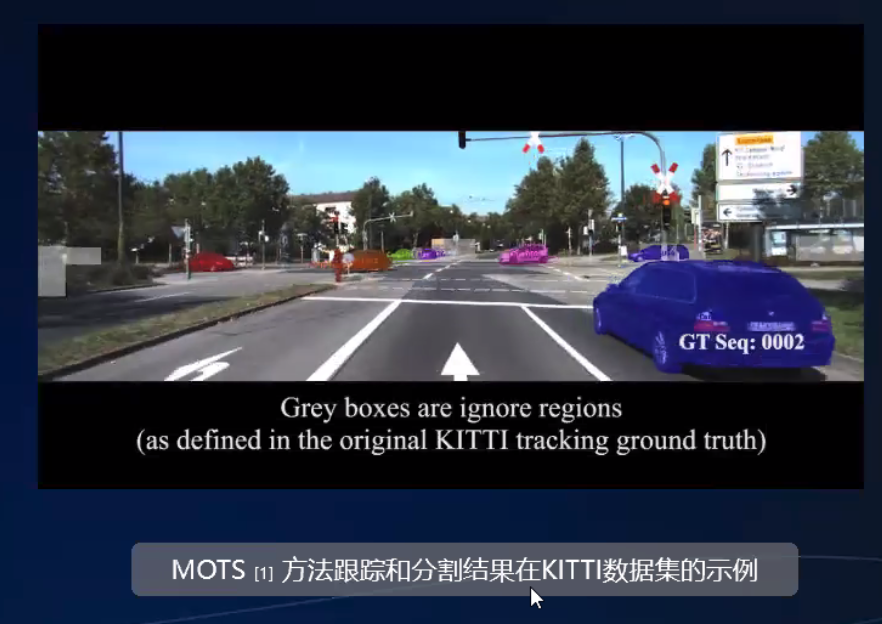 GT Seq: 0002
Grey boxes are ignore regions
(as defined in the original KITTI tracking ground truth)
MOTS [1] 方法跟踪和分割结果在KITTI数据集的示例